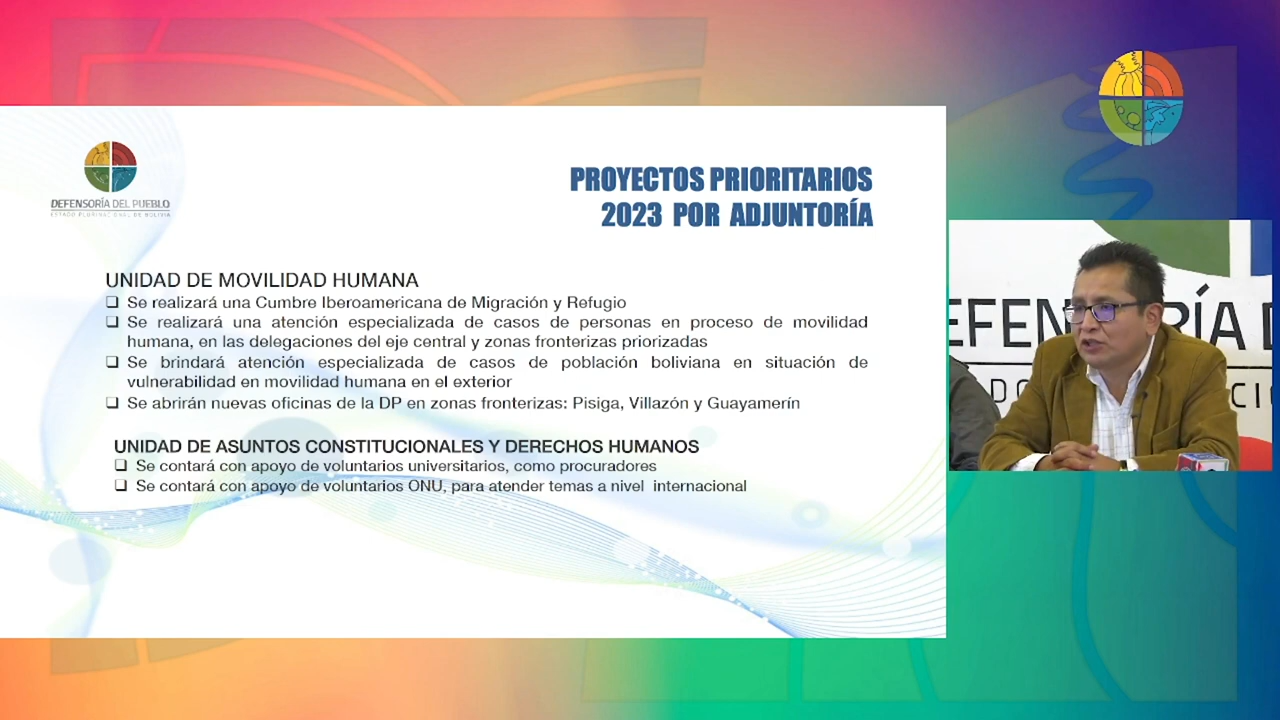 DEFENSORÍA DEL PUEBLO
ESTADO PLURINACIONAL DE BOLIVIA
PROYECTOS PRIORITARIOS
2023 POR ADJUNTORÍA
UNIDAD DE MOVILIDAD HUMANA
❑ Se realizará una Cumbre Iberoamericana de Migración y Refugio
❑ Se realizará una atención especializada de casos de personas en proceso de movilidad
humana, en las delegaciones del eje central y zonas fronterizas priorizadas
❑ Se brindará atención especializada de casos de población boliviana en situación de
vulnerabilidad en movilidad humana en el exterior
❑ Se abrirán nuevas oficinas de la DP en zonas fronterizas: Pisiga, Villazón y Guayamerín
UNIDAD DE ASUNTOS CONSTITUCIONALES Y DERECHOS HUMANOS
❑ Se contará con apoyo de voluntarios universitarios, como procuradores
❑ Se contará con apoyo de voluntarios ONU, para atender temas a nivel internacional
EFEN RÍA D
DO CI